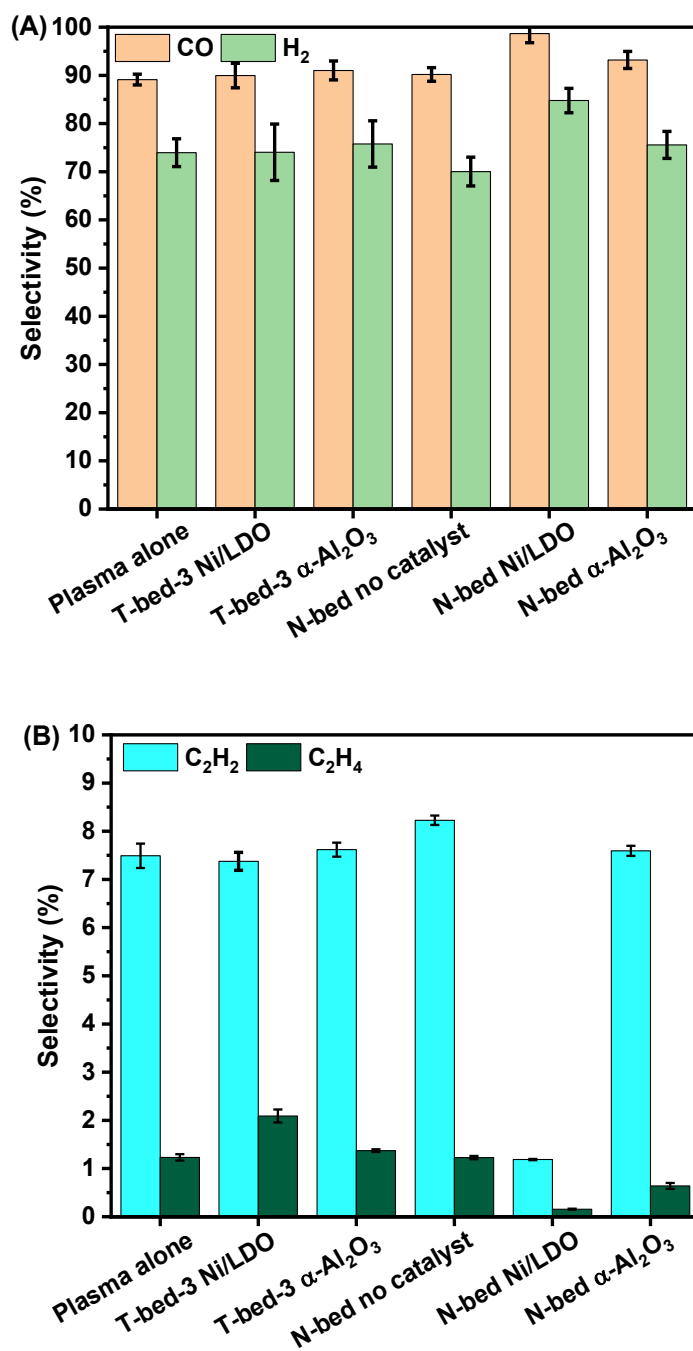 (A)
CO H₂
100
90
80
70
60
50
40
30
20
10
0
Selectivity (%)
Plasma alone
T-bed-3 Ni/LDO
T-bed-3 α-Al₂O₃
N-bed no catalyst
N-bed Ni/LDO
N-bed α-Al₂O₃
(B)
C₂H₂ C₂H₄
10
9
8
7
6
5
4
3
2
1
0
Selectivity (%)
Plasma alone
T-bed-3 Ni/LDO
T-bed-3 α-Al₂O₃
N-bed no catalyst
N-bed Ni/LDO
N-bed α-Al₂O₃